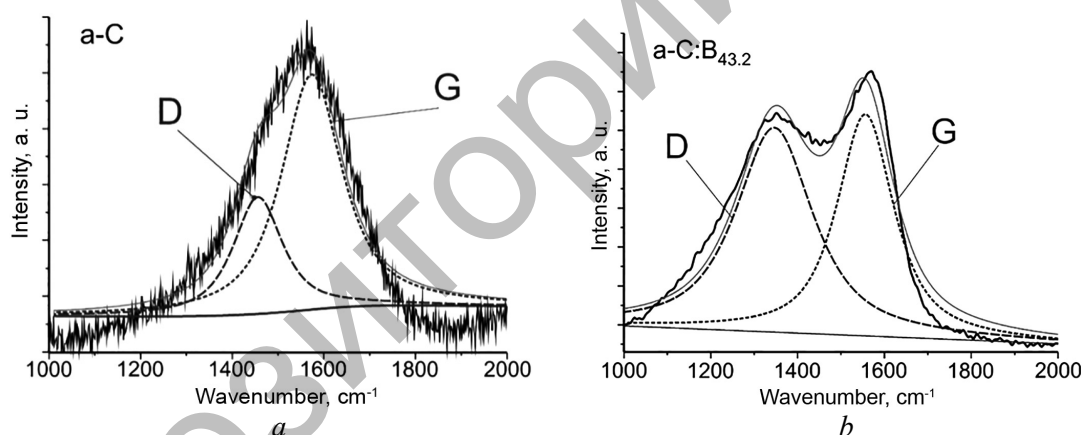 a-C
D
G
Intensity, a. u.
1000 1200 1400 1600 1800 2000
Wavenumber, cm⁻¹
a
a-C:B₄₃.₂
D
G
Intensity, a. u.
1000 1200 1400 1600 1800 2000
Wavenumber, cm⁻¹
b